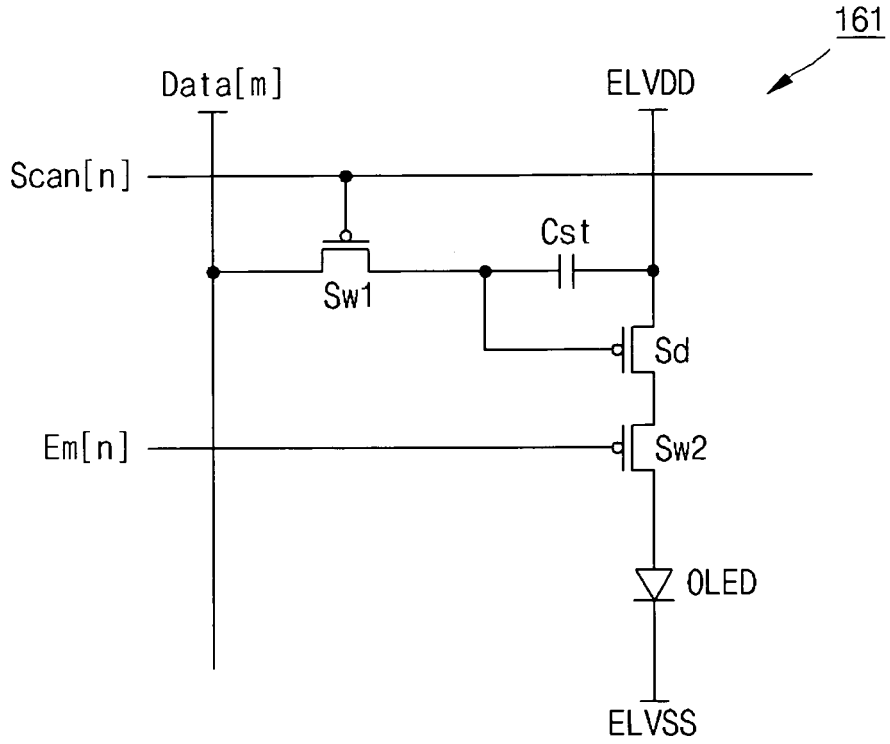 161
Data[m]
ELVDD
Scan[n]
Cst
Sw1
Sd
Em[n]
Sw2
OLED
ELVSS